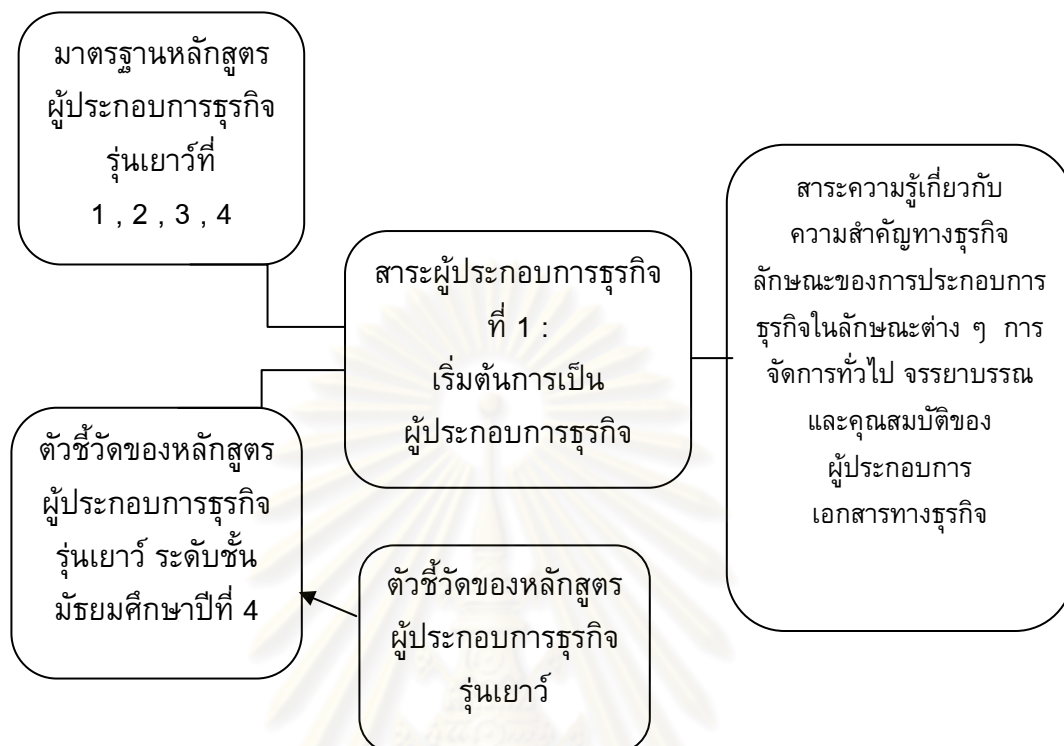 มาตรฐานหลักสูตร
ผู้ประกอบการธุรกิจ
รุ่นเยาว์ที่
1 , 2 , 3 , 4
สาระผู้ประกอบการธุรกิจ
ที่ 1 :
เริ่มต้นการเป็น
ผู้ประกอบการธุรกิจ
สาระความรู้เกี่ยวกับ
ความสำคัญทางธุรกิจ
ลักษณะของการประกอบการ
ธุรกิจในลักษณะต่าง ๆ การ
จัดการทั่วไป จรรยาบรรณ
และคุณสมบัติของ
ผู้ประกอบการ
เอกสารทางธุรกิจ
ตัวชี้วัดของหลักสูตร
ผู้ประกอบการธุรกิจ
รุ่นเยาว์ ระดับชั้น
มัธยมศึกษาปีที่ 4
ตัวชี้วัดของหลักสูตร
ผู้ประกอบการธุรกิจ
รุ่นเยาว์